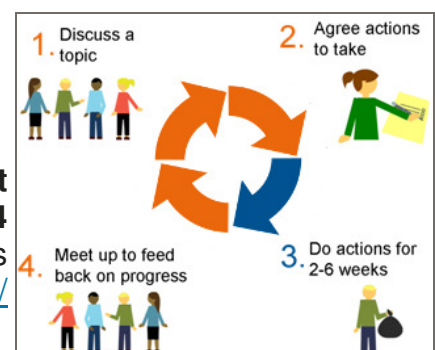 1. Discuss a
topic
2. Agree actions
to take
t
4
s
/
3. Do actions for
2-6 weeks
4. Meet up to feed
back on progress